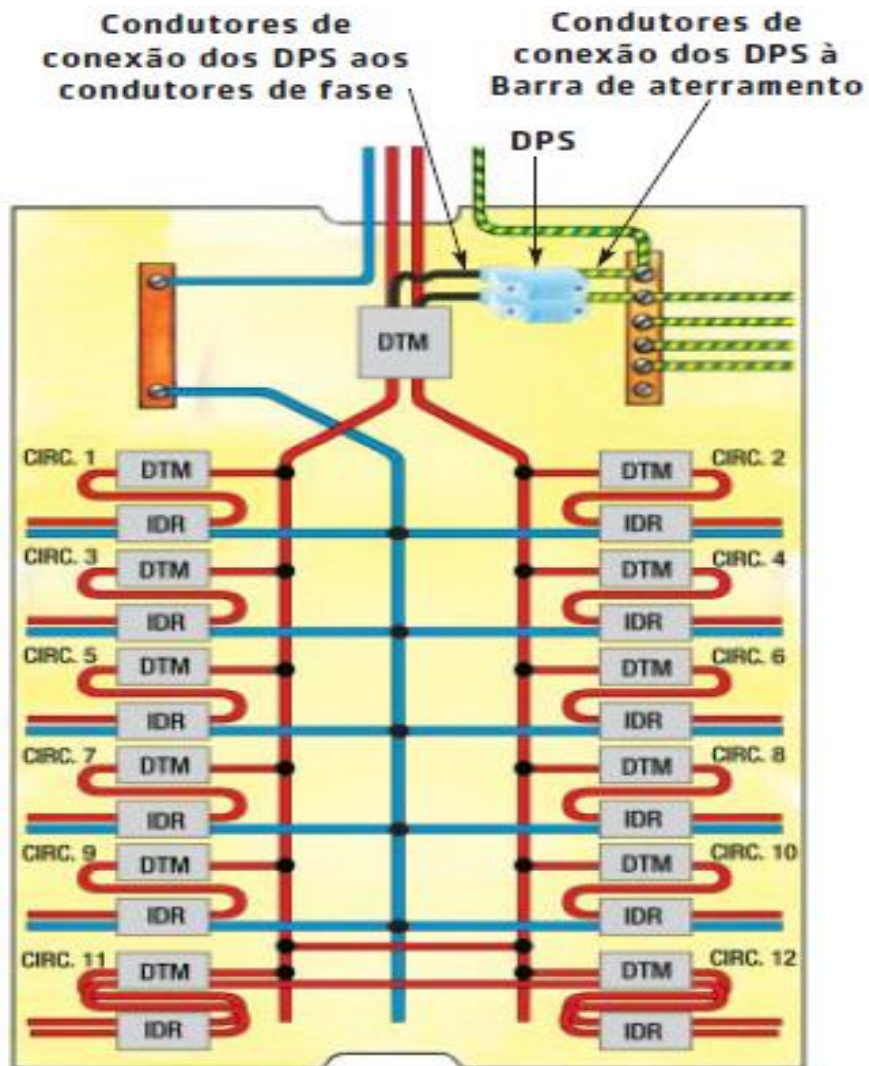 Condutores de
conexão dos DPS aos
condutores de fase
Condutores de
conexão dos DPS à
Barra de aterramento
DPS
DTM
CIRC. 1
DTM
IDR
DTM
CIRC. 2
IDR
CIRC. 3
DTM
IDR
DTM
CIRC. 4
IDR
CIRC. 5
DTM
IDR
DTM
CIRC. 6
IDR
CIRC. 7
DTM
IDR
DTM
CIRC. 8
IDR
CIRC. 9
DTM
IDR
DTM
CIRC. 10
IDR
CIRC. 11
DTM
IDR
DTM
CIRC. 12
IDR